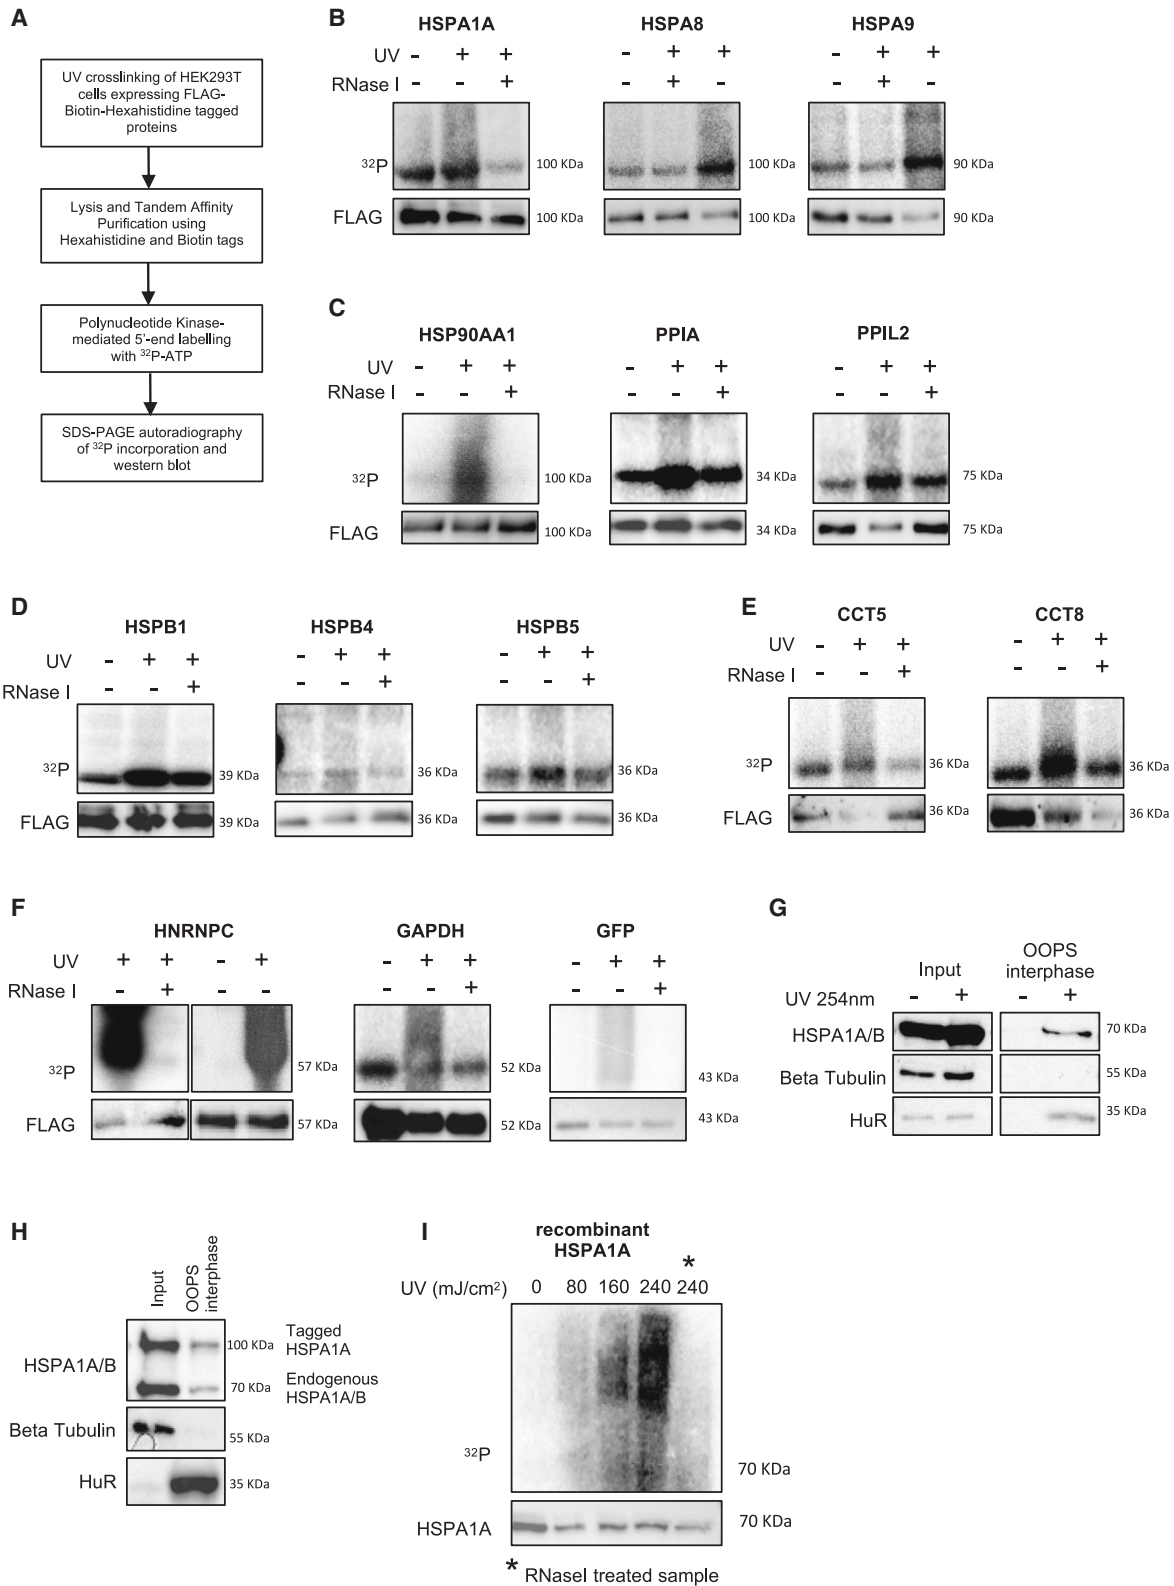 A
UV crosslinking of HEK293T
cells expressing FLAG-
Biotin-Hexahistidine tagged
proteins
Lysis and Tandem Affinity
Purification using
Hexahistidine and Biotin tags
Polynucleotide Kinase-
mediated 5'-end labelling
with ³²P-ATP
SDS-PAGE autoradiography
of ³²P incorporation and
western blot
B
HSPA1A HSPA8 HSPA9
UV - + + - + + - + +
RNase I - - + - + - - + -
³²P 100 KDa 100 KDa 90 KDa
FLAG 100 KDa 100 KDa 90 KDa
C
HSP90AA1 PPIA PPIL2
UV - + + - + + - + +
RNase I - - + - - + - - +
³²P 100 KDa 34 KDa 75 KDa
FLAG 100 KDa 34 KDa 75 KDa
D
HSPB1 HSPB4 HSPB5
UV - + + - + + - + +
RNase I - - + - - + - - +
³²P 39 KDa 36 KDa 36 KDa
FLAG 39 KDa 36 KDa 36 KDa
E
CCT5 CCT8
UV - + + - + +
RNase I - - + - - +
³²P 36 KDa 36 KDa
FLAG 36 KDa 36 KDa
F
HNRNPC GAPDH GFP
UV + + - + - + + - + +
RNase I - + - - - - + - - +
³²P 57 KDa 52 KDa 43 KDa
FLAG 57 KDa 52 KDa 43 KDa
G
Input OOPS
interphase
UV 254nm - + - +
HSPA1A/B 70 KDa
Beta Tubulin 55 KDa
HuR 35 KDa
H
Input OOPS
interphase
HSPA1A/B
100 KDa Tagged
HSPA1A
70 KDa Endogenous
HSPA1A/B
Beta Tubulin 55 KDa
HuR 35 KDa
I
recombinant
HSPA1A
*
UV (mJ/cm²) 0 80 160 240 240
³²P 70 KDa
HSPA1A 70 KDa
* RNaseI treated sample